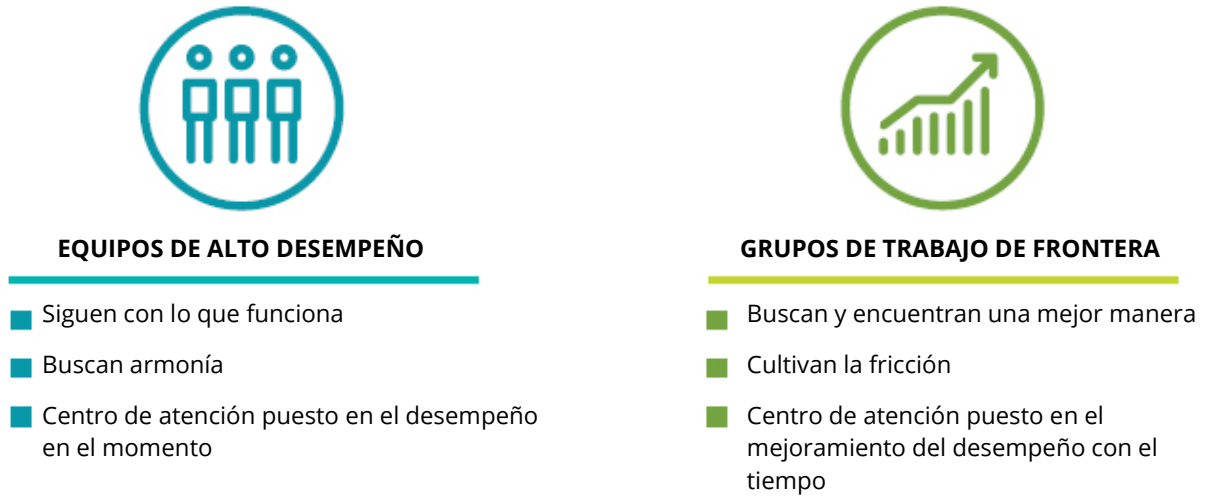 EQUIPOS DE ALTO DESEMPEÑO
Siguen con lo que funciona
Buscan armonía
Centro de atención puesto en el desempeño
en el momento
GRUPOS DE TRABAJO DE FRONTERA
Buscan y encuentran una mejor manera
Cultivan la fricción
Centro de atención puesto en el
mejoramiento del desempeño con el
tiempo